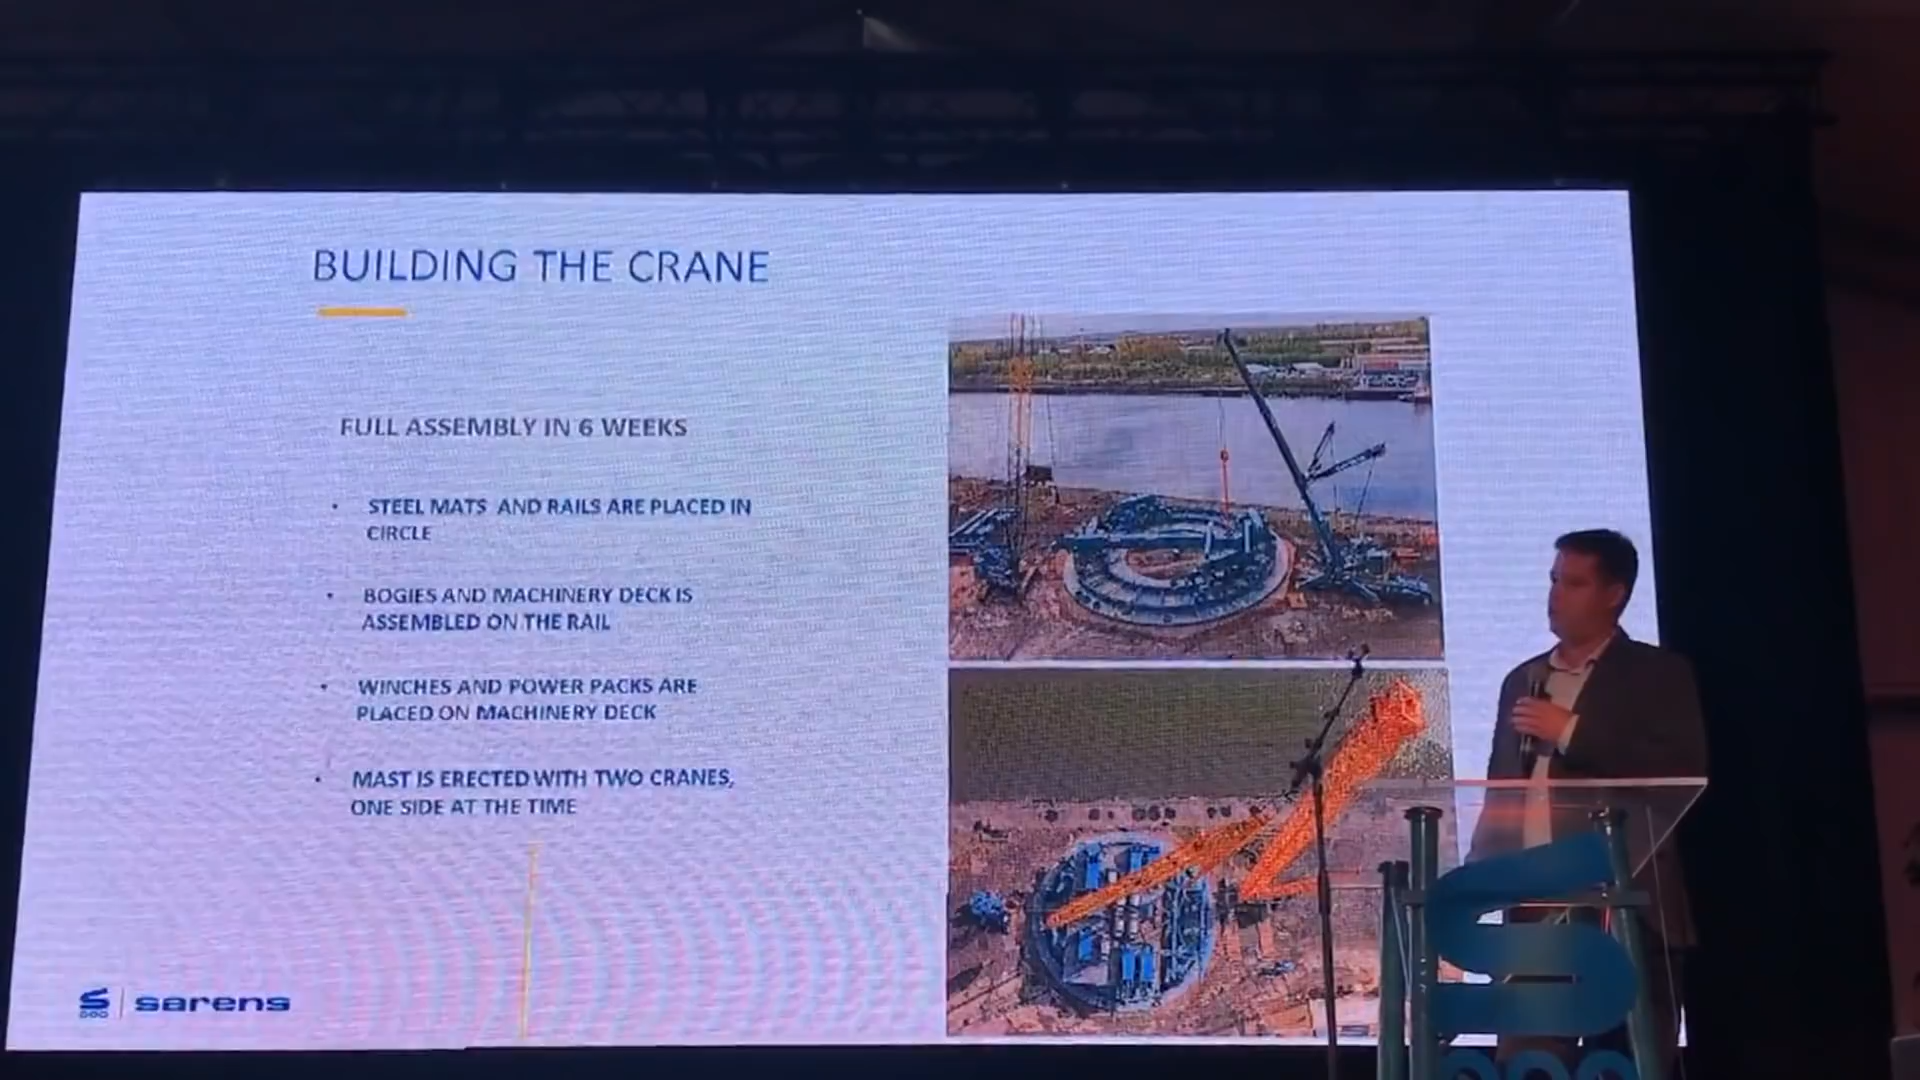 BUILDING THE CRANE
FULL ASSEMBLY IN 6 WEEKS
• STEEL MATS AND RAILS ARE PLACED IN
CIRCLE
• BOGIES AND MACHINERY DECK IS
ASSEMBLED ON THE RAIL
• WINCHES AND POWER PACKS ARE
PLACED ON MACHINERY DECK
• MAST IS ERECTED WITH TWO CRANES,
ONE SIDE AT THE TIME
sarens